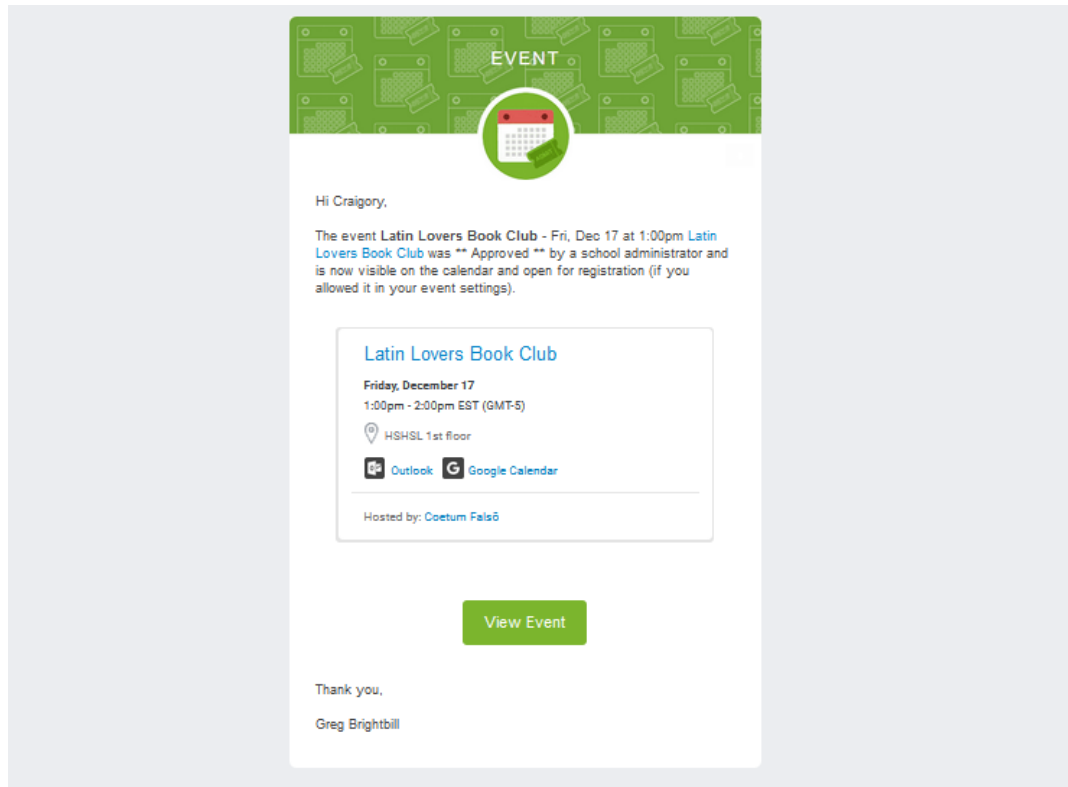 EVENT
Hi Craigory,
The event Latin Lovers Book Club - Fri, Dec 17 at 1:00pm Latin
Lovers Book Club was ** Approved ** by a school administrator and
is now visible on the calendar and open for registration (if you
allowed it in your event settings).
Latin Lovers Book Club
Friday, December 17
1:00pm - 2:00pm EST (GMT-5)
HSHSL 1st floor
Outlook G Google Calendar
Hosted by: Coetum Falsō
View Event
Thank you,
Greg Brightbill